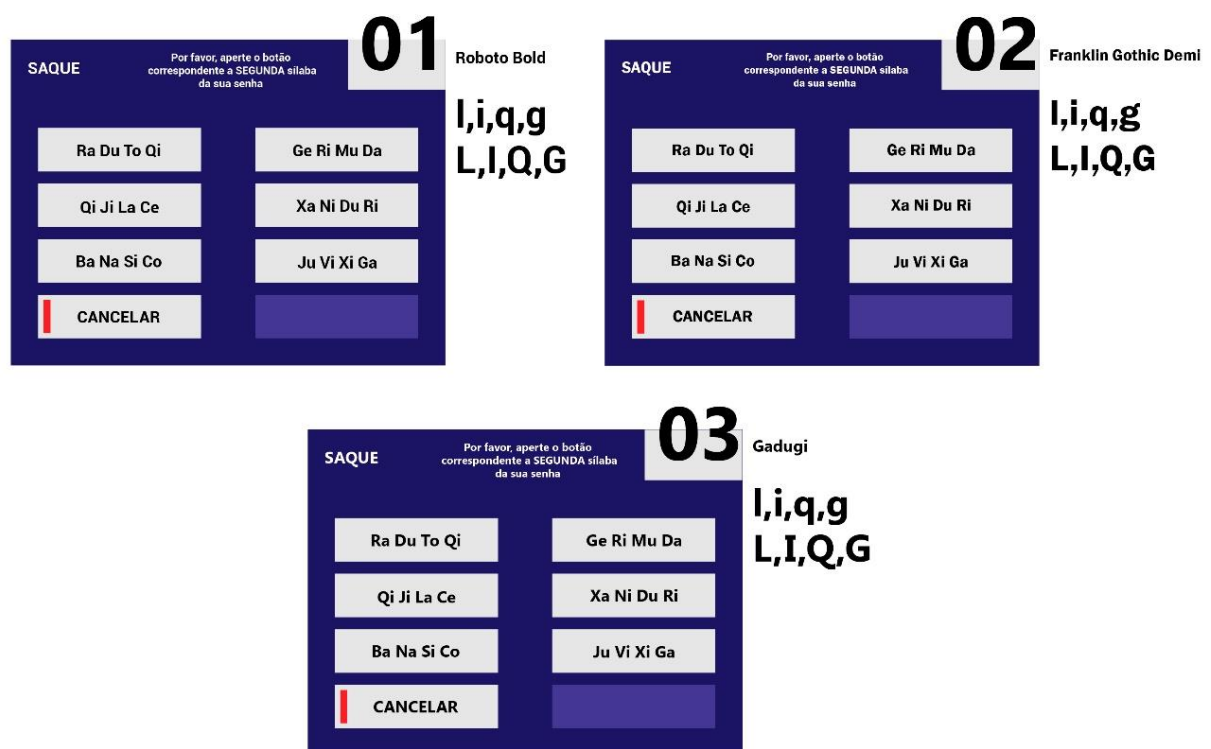 01
Roboto Bold
SAQUE
Por favor, aperte o botão
correspondente a SEGUNDA sílaba
da sua senha
l,i,q,g
L,I,Q,G
Ra Du To Qi
Ge Ri Mu Da
Qi Ji La Ce
Xa Ni Du Ri
Ba Na Si Co
Ju Vi Xi Ga
CANCELAR
02
Franklin Gothic Demi
SAQUE
Por favor, aperte o botão
correspondente a SEGUNDA sílaba
da sua senha
l,i,q,g
L,I,Q,G
Ra Du To Qi
Ge Ri Mu Da
Qi Ji La Ce
Xa Ni Du Ri
Ba Na Si Co
Ju Vi Xi Ga
CANCELAR
03
Gadugi
SAQUE
Por favor, aperte o botão
correspondente a SEGUNDA sílaba
da sua senha
l,i,q,g
L,I,Q,G
Ra Du To Qi
Ge Ri Mu Da
Qi Ji La Ce
Xa Ni Du Ri
Ba Na Si Co
Ju Vi Xi Ga
CANCELAR